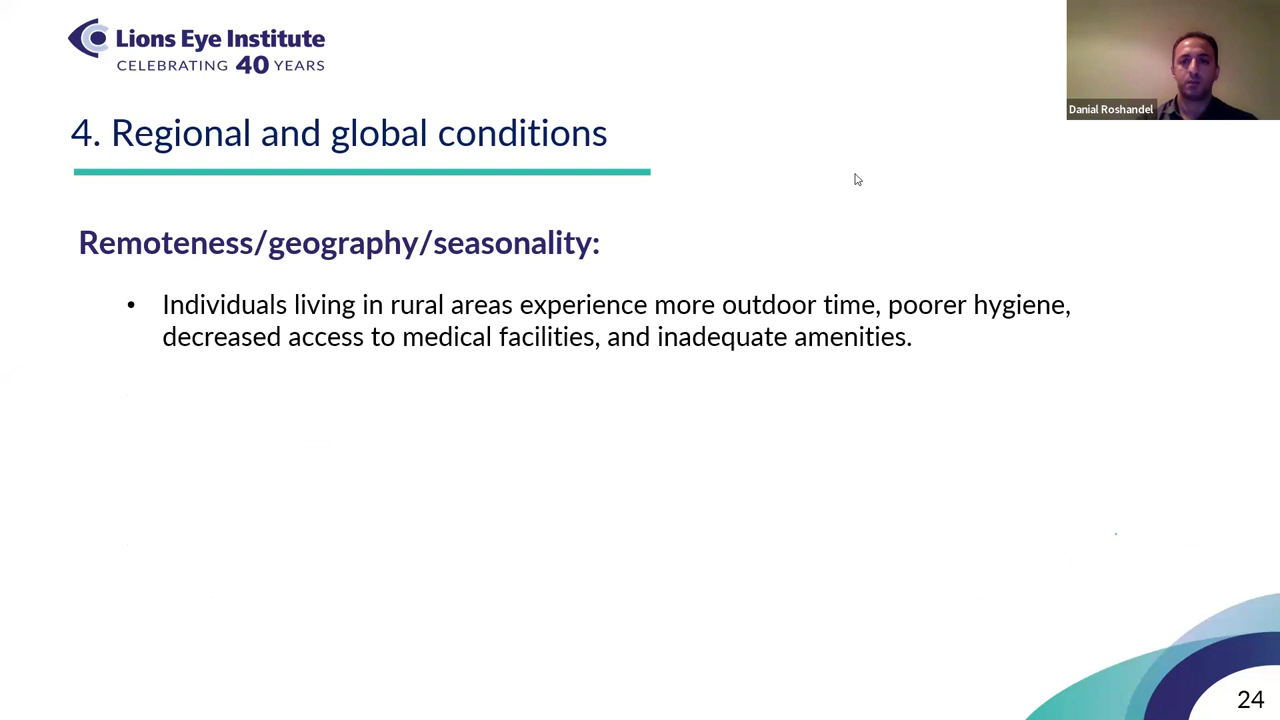 Lions Eye Institute
CELEBRATING 40 YEARS
Danial Roshandel
4. Regional and global conditions
Remoteness/geography/seasonality:
• Individuals living in rural areas experience more outdoor time, poorer hygiene,
decreased access to medical facilities, and inadequate amenities.
24